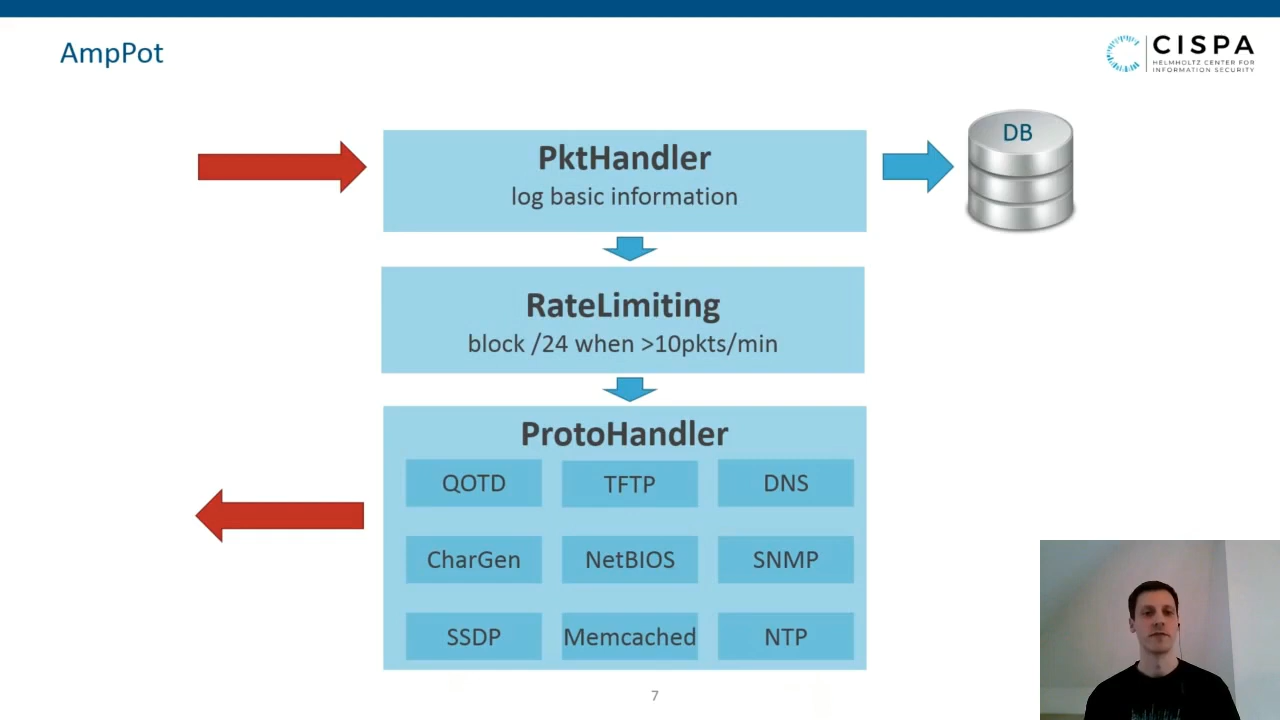 AmpPot
CISPA
HELMHOLTZ CENTER FOR
INFORMATION SECURITY
PktHandler
log basic information
DB
RateLimiting
block /24 when >10pkts/min
ProtoHandler
QOTD
TFTP
DNS
CharGen
NetBIOS
SNMP
SSDP
Memcached
NTP
7